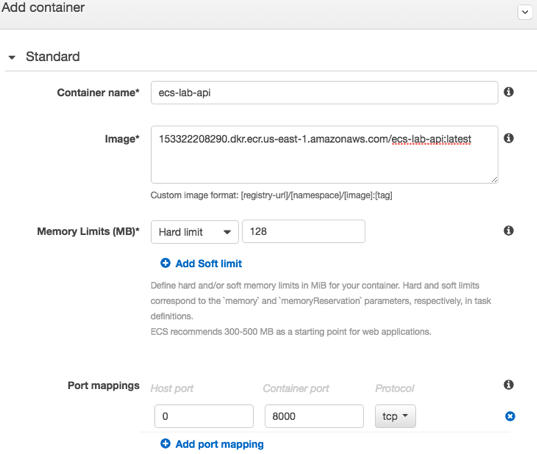 Add container
Standard
Container name*
ecs-lab-api
Image*
153322208290.dkr.ecr.us-east-1.amazonaws.com/ecs-lab-api:latest
Custom image format: [registry-url]/[namespace]/[image]:[tag]
Memory Limits (MB)*
Hard limit
128
Add Soft limit
Define hard and/or soft memory limits in MiB for your container. Hard and soft limits
correspond to the `memory` and `memoryReservation` parameters, respectively, in task
definitions.
ECS recommends 300-500 MB as a starting point for web applications.
Port mappings
Host port Container port Protocol
0 8000 tcp
Add port mapping